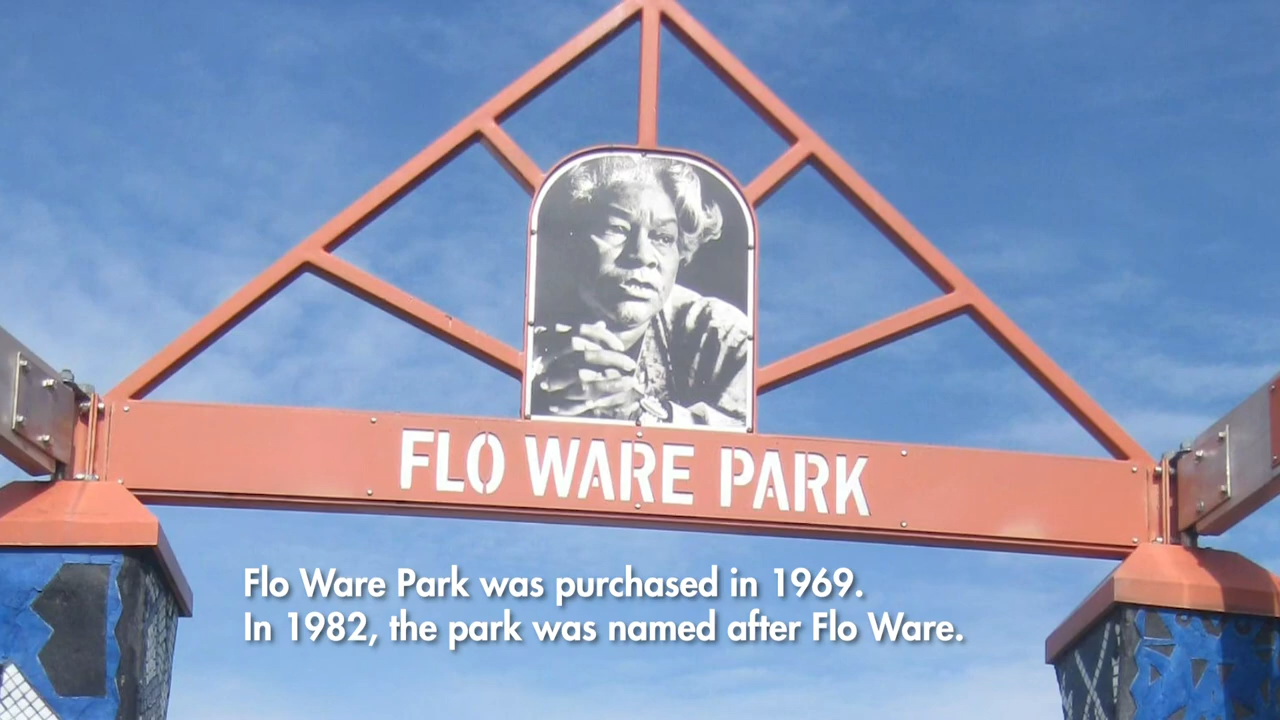 FLO WARE PARK
Flo Ware Park was purchased in 1969.
In 1982, the park was named after Flo Ware.